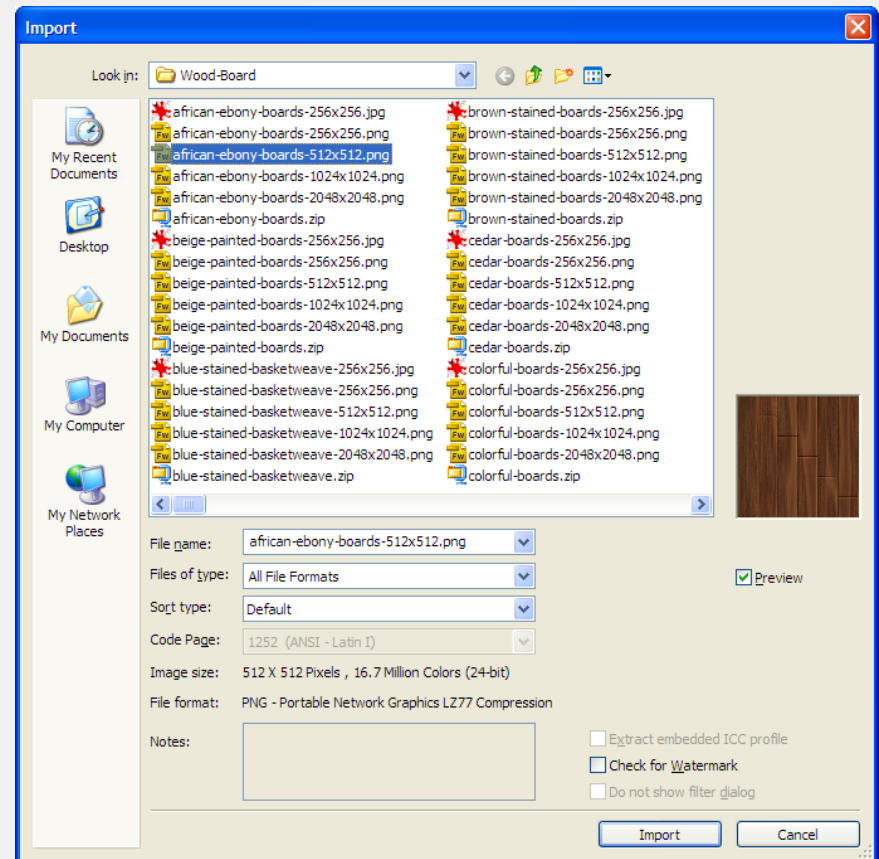 Import
Look in: Wood-Board
My Recent
Documents
Desktop
My Documents
My Computer
My Network
Places
african-ebony-boards-256x256.jpg
african-ebony-boards-256x256.png
african-ebony-boards-512x512.png
african-ebony-boards-1024x1024.png
african-ebony-boards-2048x2048.png
african-ebony-boards.zip
beige-painted-boards-256x256.jpg
beige-painted-boards-256x256.png
beige-painted-boards-512x512.png
beige-painted-boards-1024x1024.png
beige-painted-boards-2048x2048.png
beige-painted-boards.zip
blue-stained-basketweave-256x256.jpg
blue-stained-basketweave-256x256.png
blue-stained-basketweave-512x512.png
blue-stained-basketweave-1024x1024.png
blue-stained-basketweave-2048x2048.png
blue-stained-basketweave.zip
brown-stained-boards-256x256.jpg
brown-stained-boards-256x256.png
brown-stained-boards-512x512.png
brown-stained-boards-1024x1024.png
brown-stained-boards-2048x2048.png
brown-stained-boards.zip
cedar-boards-256x256.jpg
cedar-boards-256x256.png
cedar-boards-512x512.png
cedar-boards-1024x1024.png
cedar-boards-2048x2048.png
cedar-boards.zip
colorful-boards-256x256.jpg
colorful-boards-256x256.png
colorful-boards-512x512.png
colorful-boards-1024x1024.png
colorful-boards-2048x2048.png
colorful-boards.zip
File name: african-ebony-boards-512x512.png
Files of type: All File Formats
Preview
Sort type: Default
Code Page: 1252 (ANSI - Latin I)
Image size: 512 X 512 Pixels , 16.7 Million Colors (24-bit)
File format: PNG - Portable Network Graphics LZ77 Compression
Notes:
Extract embedded ICC profile
Check for Watermark
Do not show filter dialog
Import Cancel